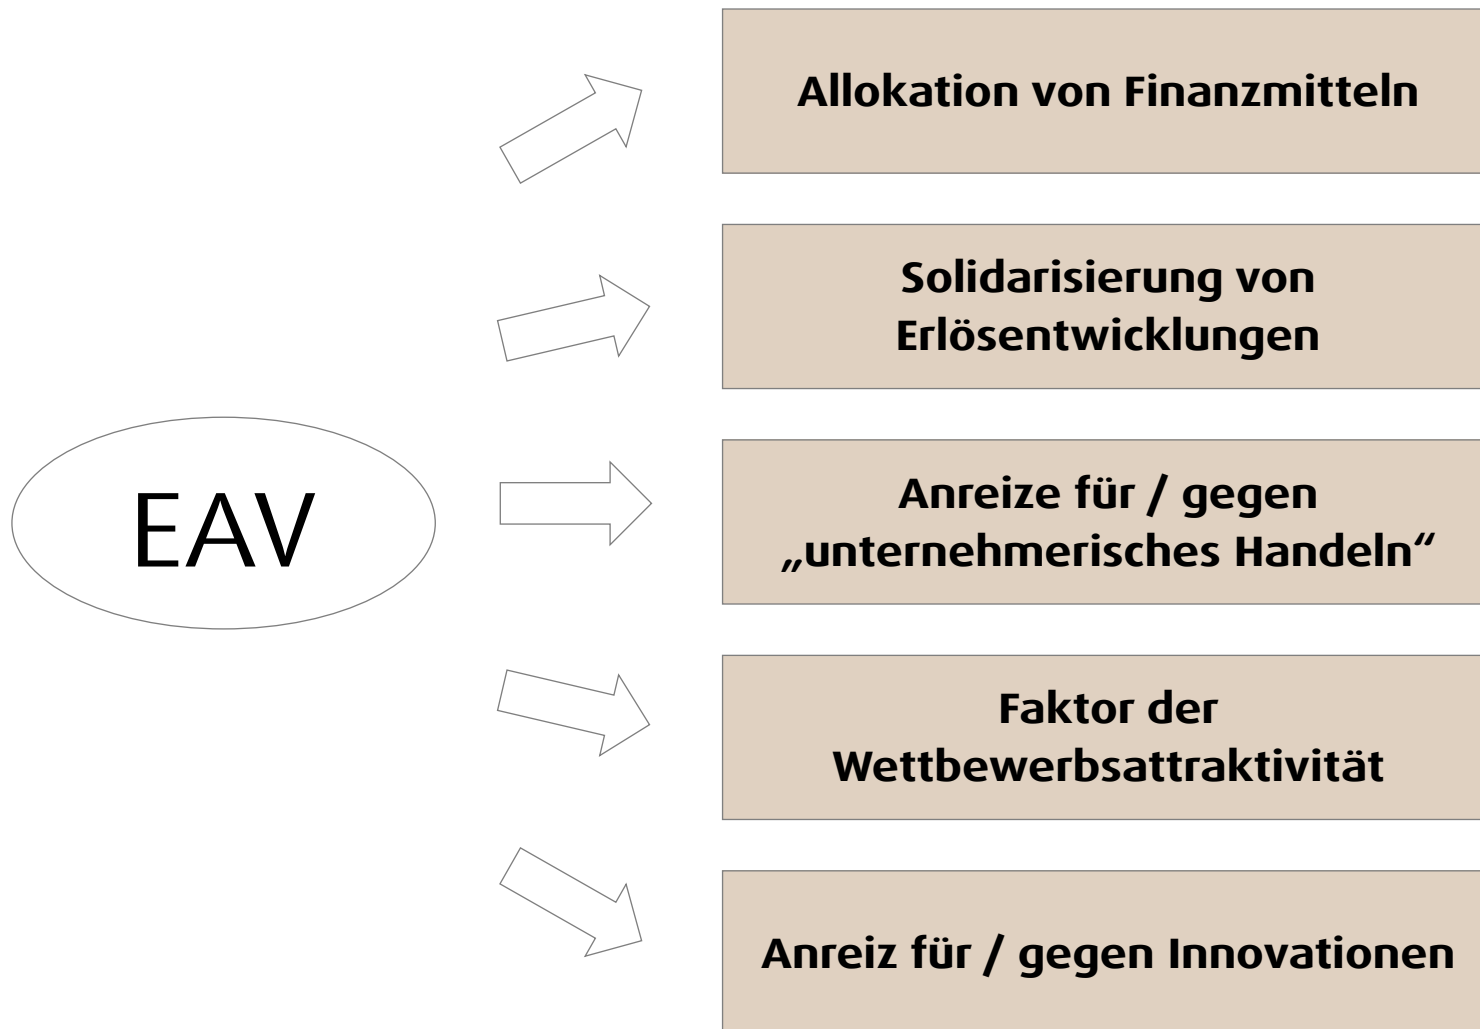 Allokation von Finanzmitteln
Solidarisierung von
Erlösentwicklungen
EAV
Anreize für / gegen
„unternehmerisches Handeln“
Faktor der
Wettbewerbsattraktivität
Anreiz für / gegen Innovationen